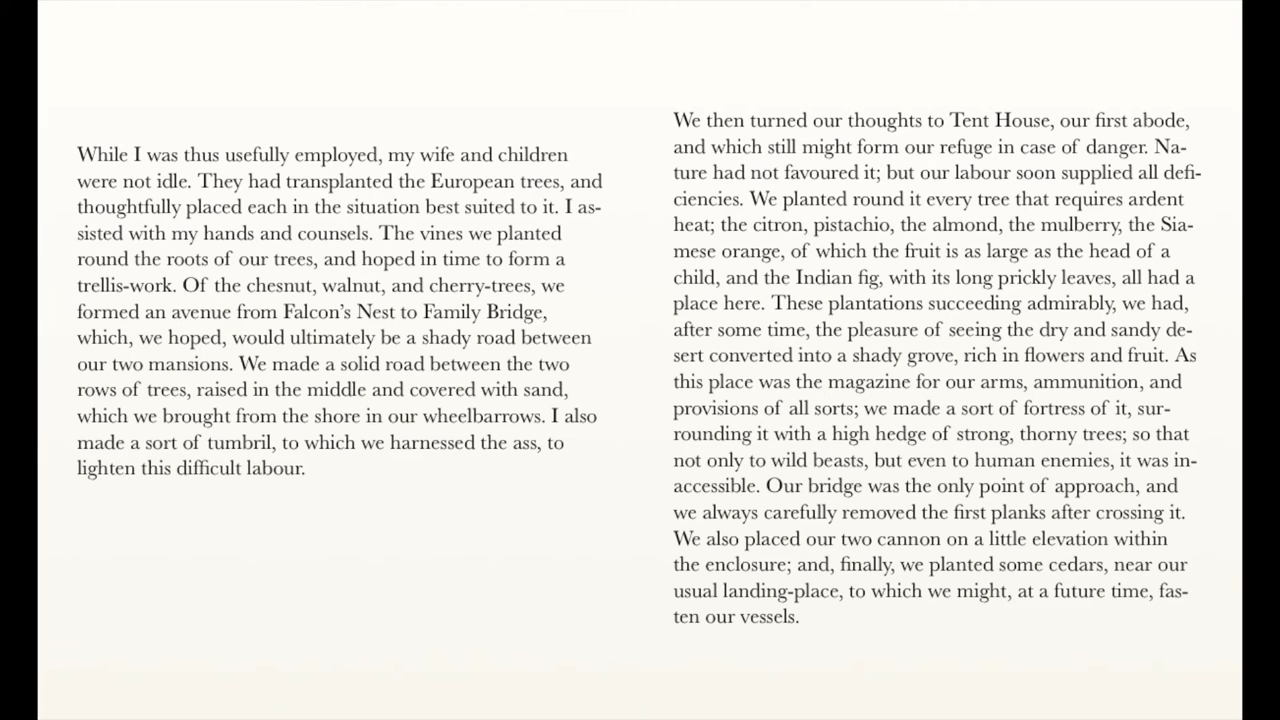 While I was thus usefully employed, my wife and children
were not idle. They had transplanted the European trees, and
thoughtfully placed each in the situation best suited to it. I as-
sisted with my hands and counsels. The vines we planted
round the roots of our trees, and hoped in time to form a
trellis-work. Of the chesnut, walnut, and cherry-trees, we
formed an avenue from Falcon’s Nest to Family Bridge,
which, we hoped, would ultimately be a shady road between
our two mansions. We made a solid road between the two
rows of trees, raised in the middle and covered with sand,
which we brought from the shore in our wheelbarrows. I also
made a sort of tumbril, to which we harnessed the ass, to
lighten this difficult labour.
We then turned our thoughts to Tent House, our first abode,
and which still might form our refuge in case of danger. Na-
ture had not favoured it; but our labour soon supplied all defi-
ciencies. We planted round it every tree that requires ardent
heat; the citron, pistachio, the almond, the mulberry, the Sia-
mese orange, of which the fruit is as large as the head of a
child, and the Indian fig, with its long prickly leaves, all had a
place here. These plantations succeeding admirably, we had,
after some time, the pleasure of seeing the dry and sandy de-
sert converted into a shady grove, rich in flowers and fruit. As
this place was the magazine for our arms, ammunition, and
provisions of all sorts; we made a sort of fortress of it, sur-
rounding it with a high hedge of strong, thorny trees; so that
not only to wild beasts, but even to human enemies, it was in-
accessible. Our bridge was the only point of approach, and
we always carefully removed the first planks after crossing it.
We also placed our two cannon on a little elevation within
the enclosure; and, finally, we planted some cedars, near our
usual landing-place, to which we might, at a future time, fas-
ten our vessels.